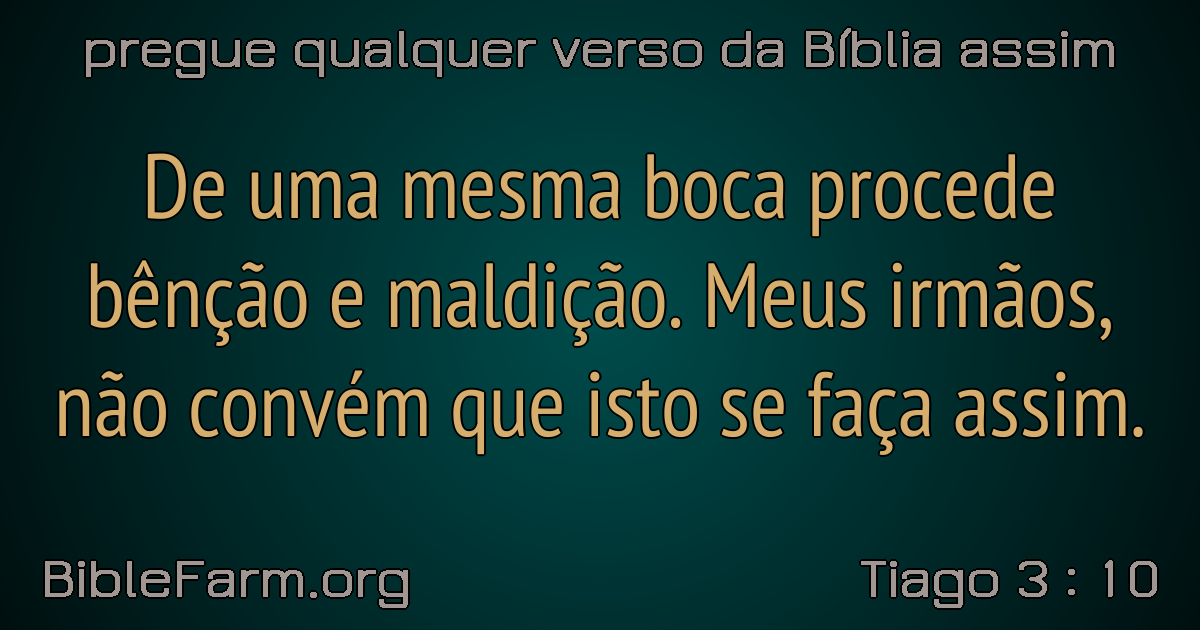 pregue qualquer verso da Bíblia assim
De uma mesma boca procede
bênção e maldição. Meus irmãos,
não convém que isto se faça assim.
BibleFarm.org
Tiago 3 : 10